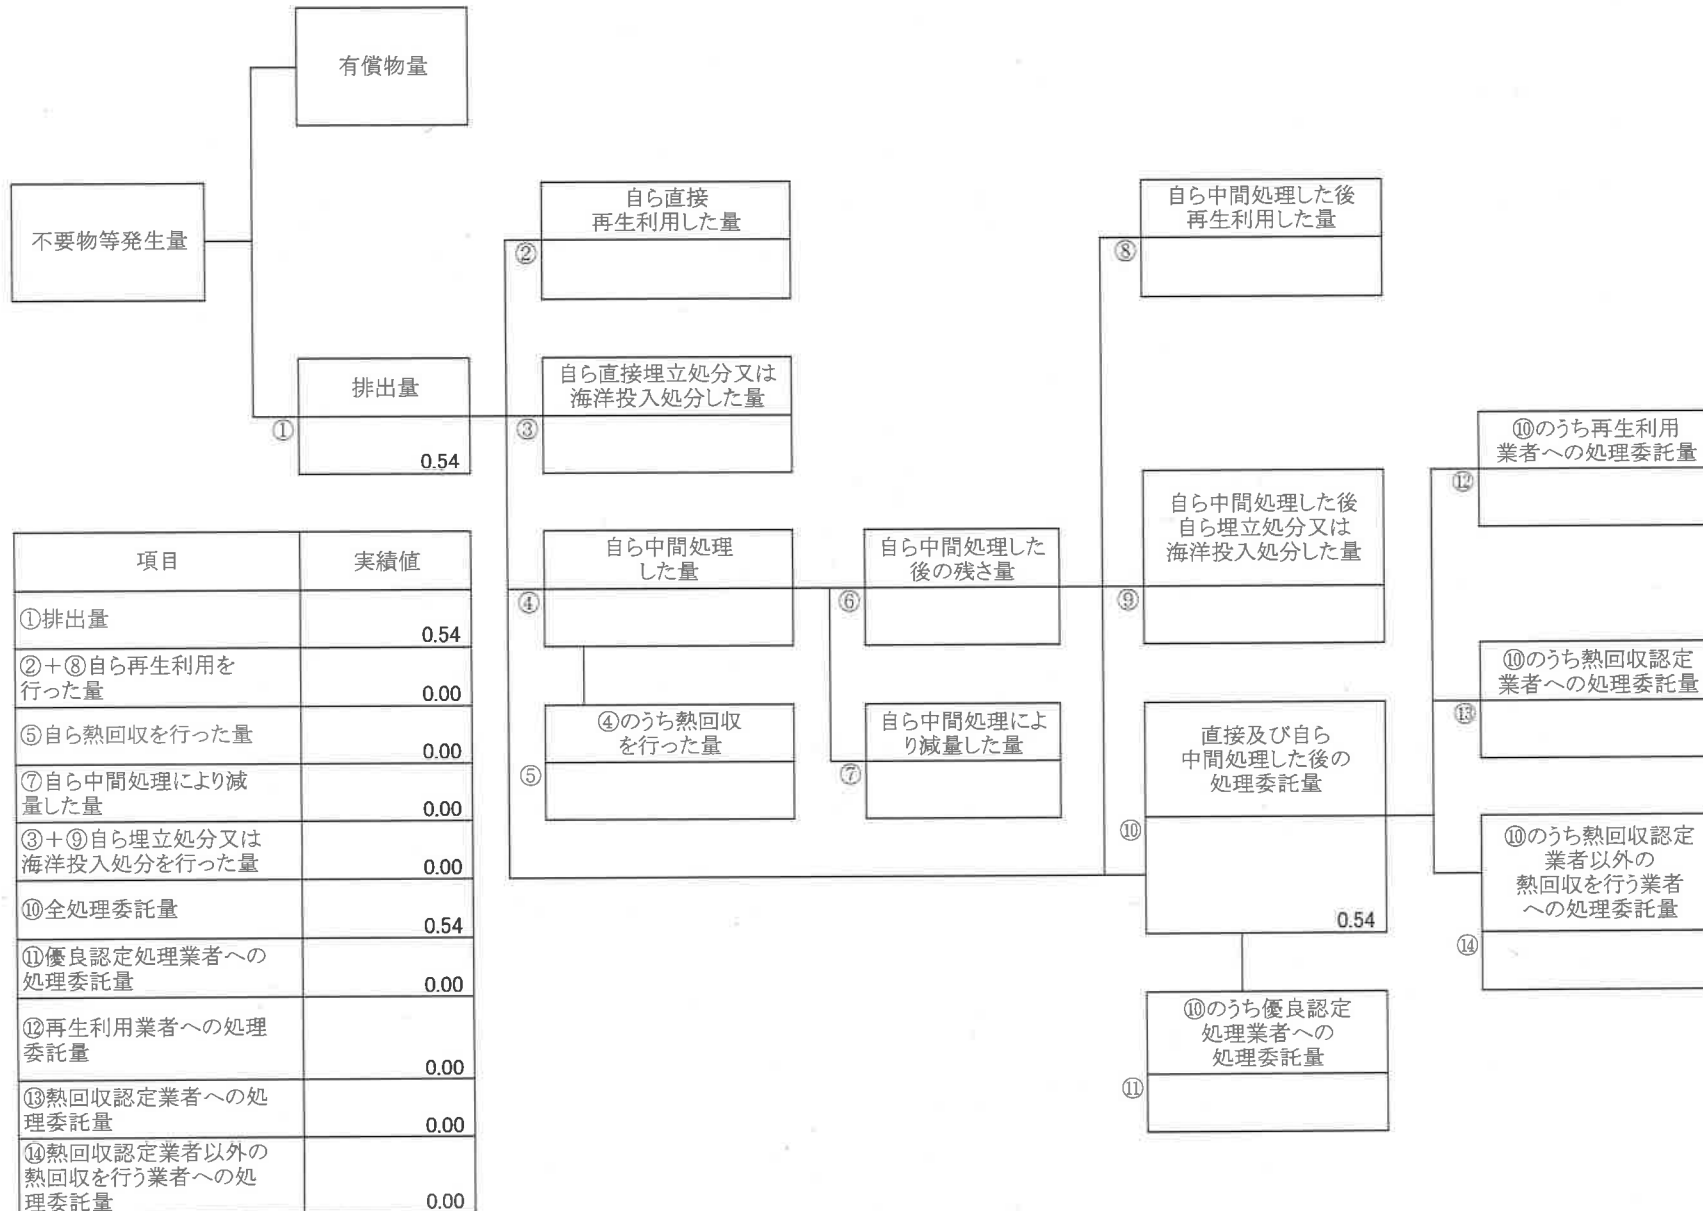 有償物量
不要物等発生量
排出量
①
0.54
自ら直接
再生利用した量
②
自ら直接埋立処分又は
海洋投入処分した量
③
自ら中間処理
した量
④
④のうち熱回収
を行った量
⑤
自ら中間処理した
後の残さ量
⑥
自ら中間処理によ
り減量した量
⑦
自ら中間処理した後
再生利用した量
⑧
自ら中間処理した後
自ら埋立処分又は
海洋投入処分した量
⑨
直接及び自ら
中間処理した後の
処理委託量
⑩
0.54
⑩のうち優良認定
処理業者への
処理委託量
⑪
⑩のうち再生利用
業者への処理委託量
⑫
⑩のうち熱回収認定
業者への処理委託量
⑬
⑩のうち熱回収認定
業者以外の
熱回収を行う業者
への処理委託量
⑭
項目 実績値
①排出量
0.54
②+⑧自ら再生利用を
行った量
0.00
⑤自ら熱回収を行った量
0.00
⑦自ら中間処理により減
量した量
0.00
③+⑨自ら埋立処分又は
海洋投入処分を行った量
0.00
⑩全処理委託量
0.54
⑪優良認定処理業者への
処理委託量
0.00
⑫再生利用業者への処理
委託量
0.00
⑬熱回収認定業者への処
理委託量
0.00
⑭熱回収認定業者以外の
熱回収を行う業者への処
理委託量
0.00